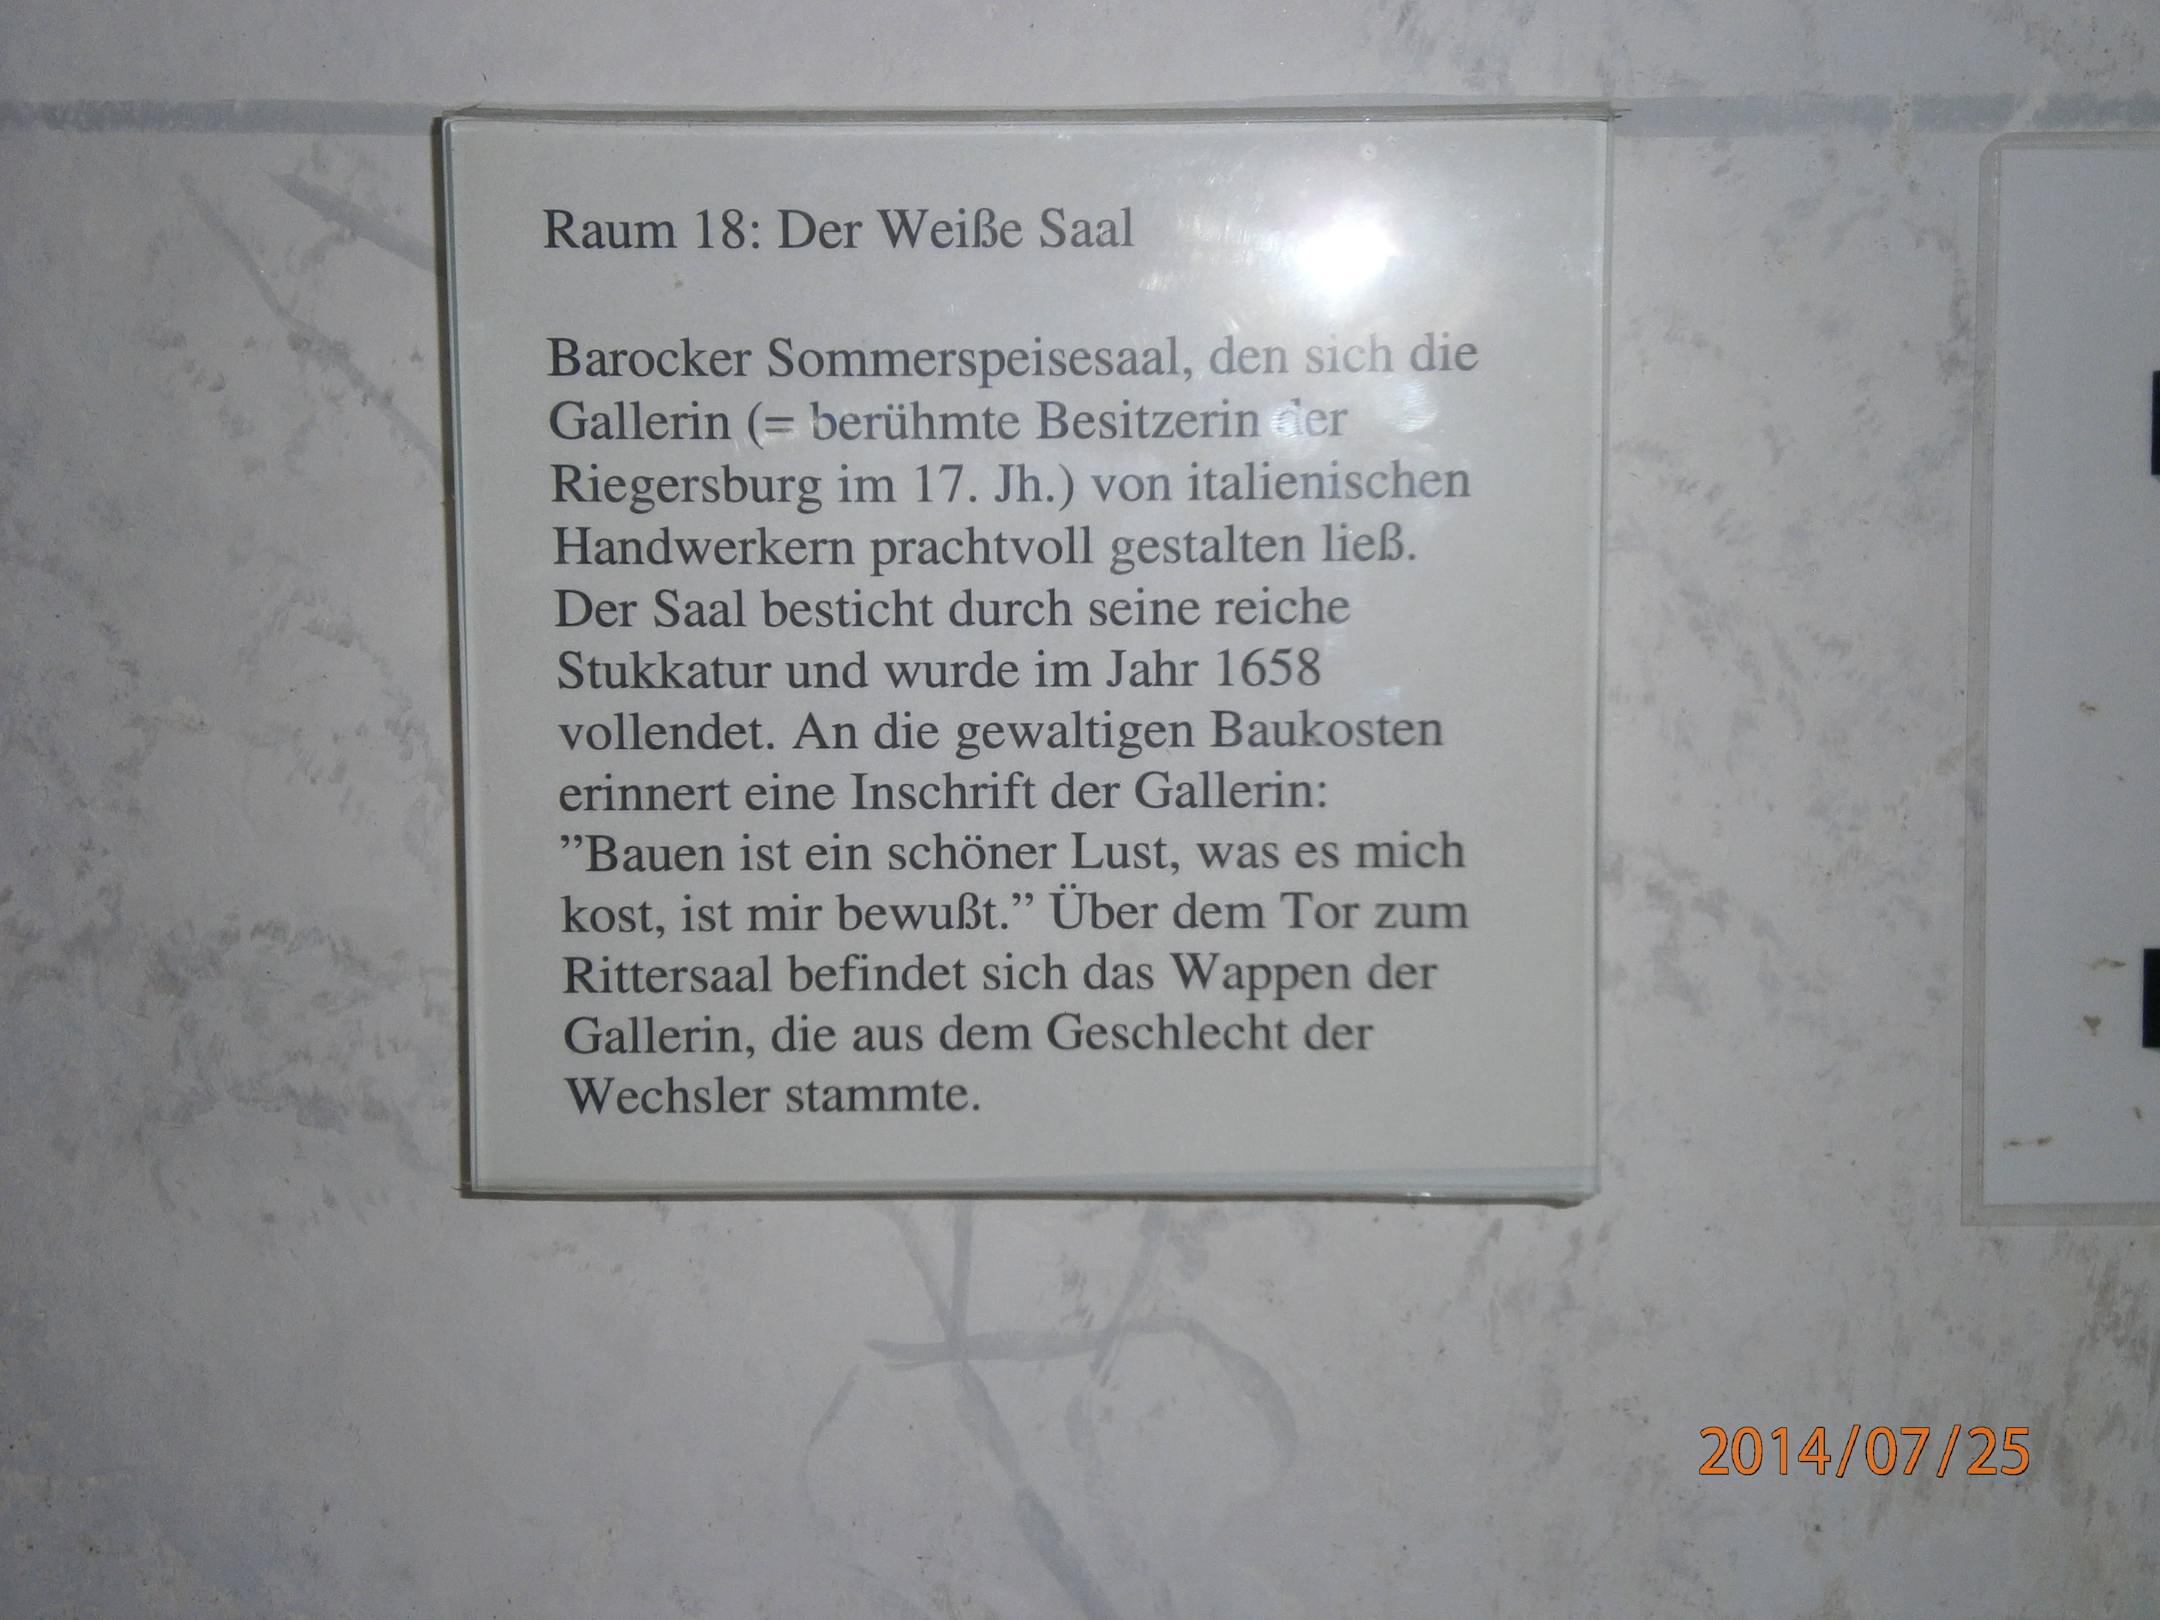 Raum 18: Der Weiße Saal
Barocker Sommerspeisesaal, den sich die
Gallerin (= berühmte Besitzerin der
Riegersburg im 17. Jh.) von italienischen
Handwerkern prachtvoll gestalten ließ.
Der Saal besticht durch seine reiche
Stukkatur und wurde im Jahr 1658
vollendet. An die gewaltigen Baukosten
erinnert eine Inschrift der Gallerin:
”Bauen ist ein schöner Lust, was es mich
kost, ist mir bewußt.” Über dem Tor zum
Rittersaal befindet sich das Wappen der
Gallerin, die aus dem Geschlecht der
Wechsler stammte.
2014/07/25